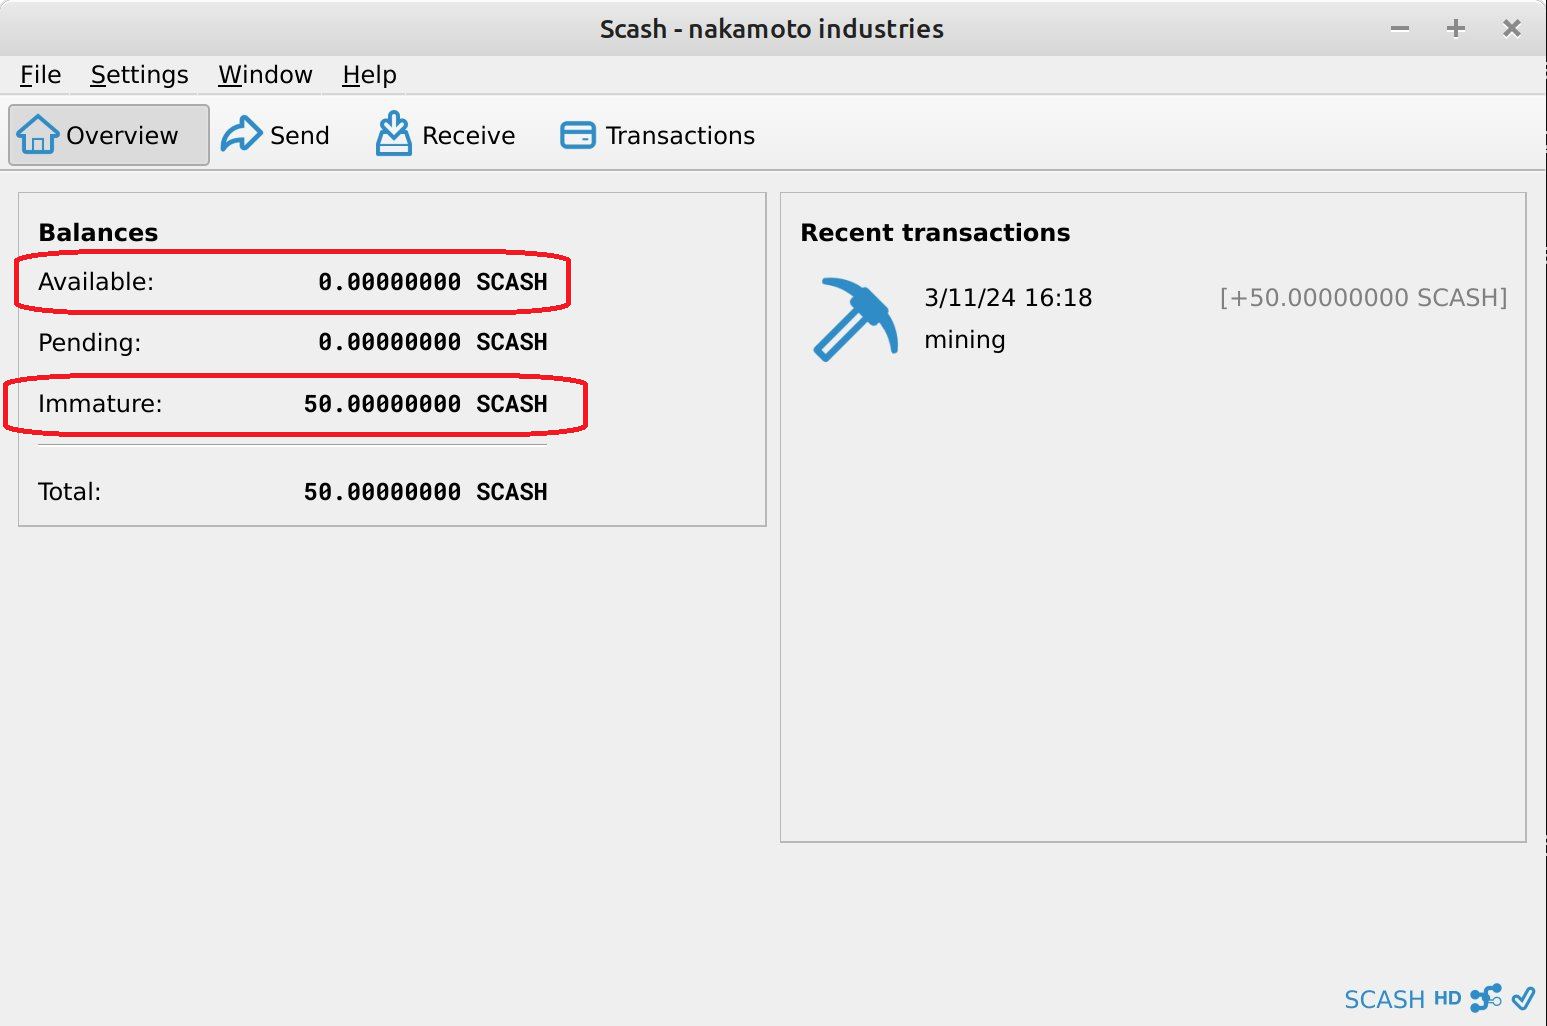 Scash - nakamoto industries
File Settings Window Help
Overview Send Receive Transactions
Balances
Available: 0.00000000 SCASH
Pending: 0.00000000 SCASH
Immature: 50.00000000 SCASH
Total: 50.00000000 SCASH
Recent transactions
3/11/24 16:18 [+50.00000000 SCASH]
mining
SCASH HD